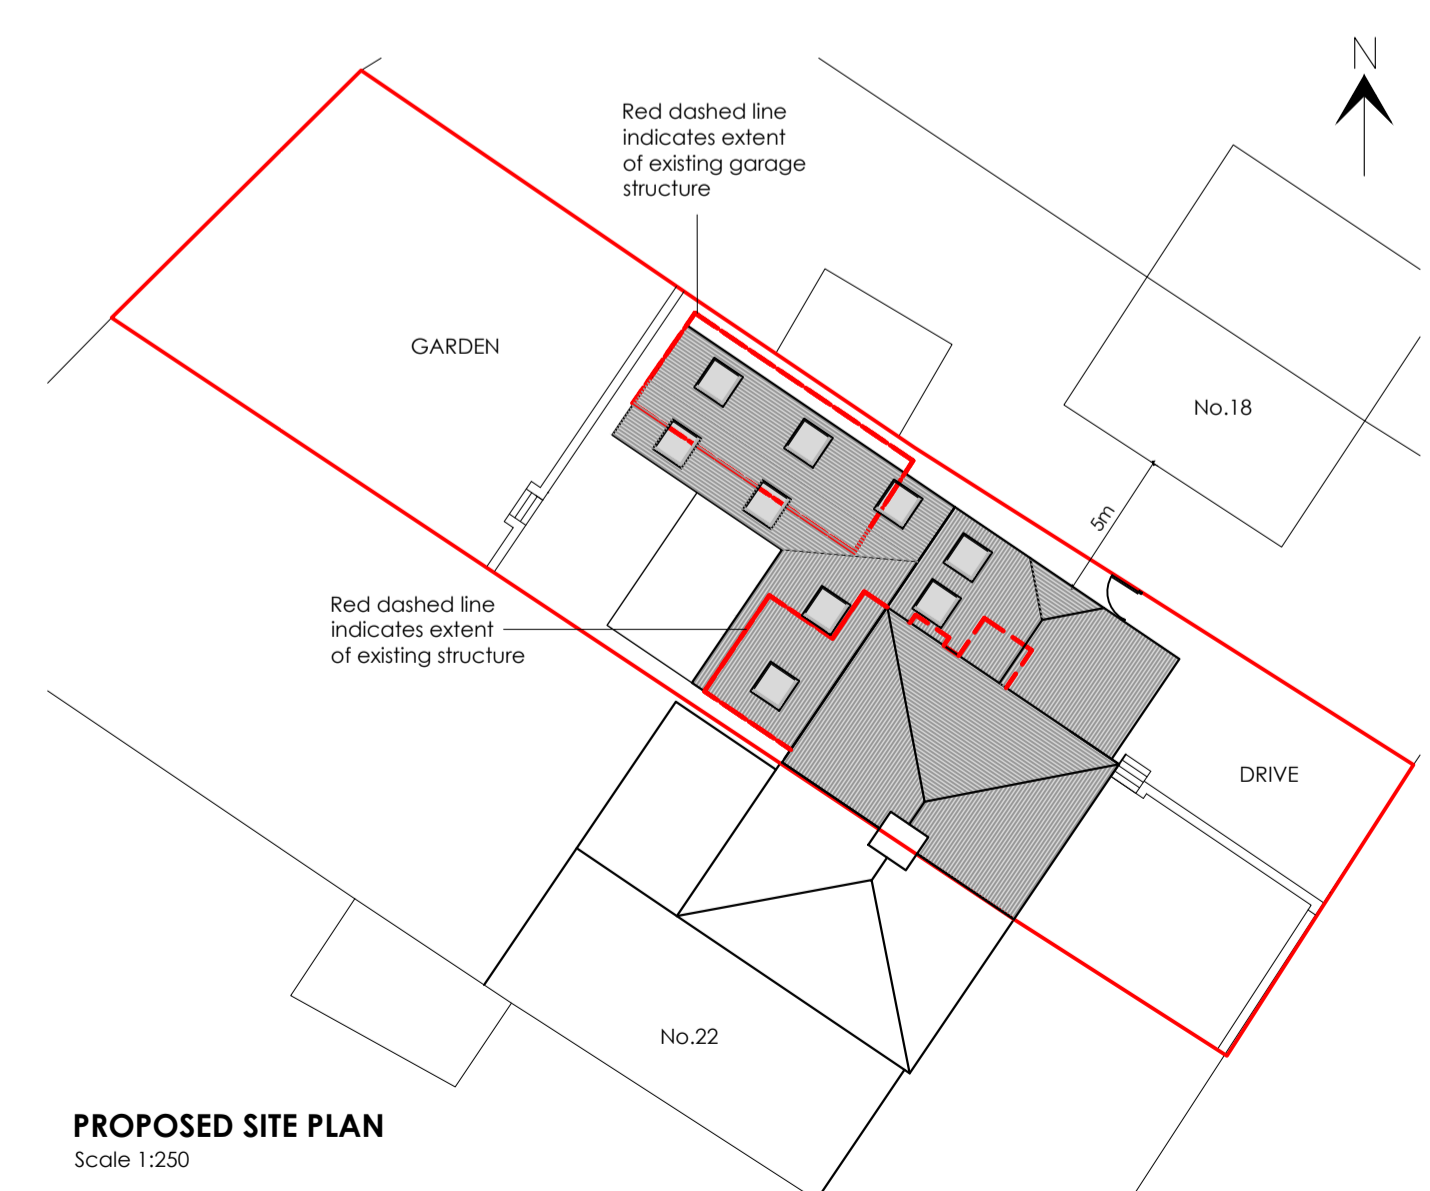 N
Red dashed line
indicates extent
of existing garage
structure
GARDEN
No.18
5m
Red dashed line
indicates extent
of existing structure
DRIVE
No.22
PROPOSED SITE PLAN
Scale 1:250